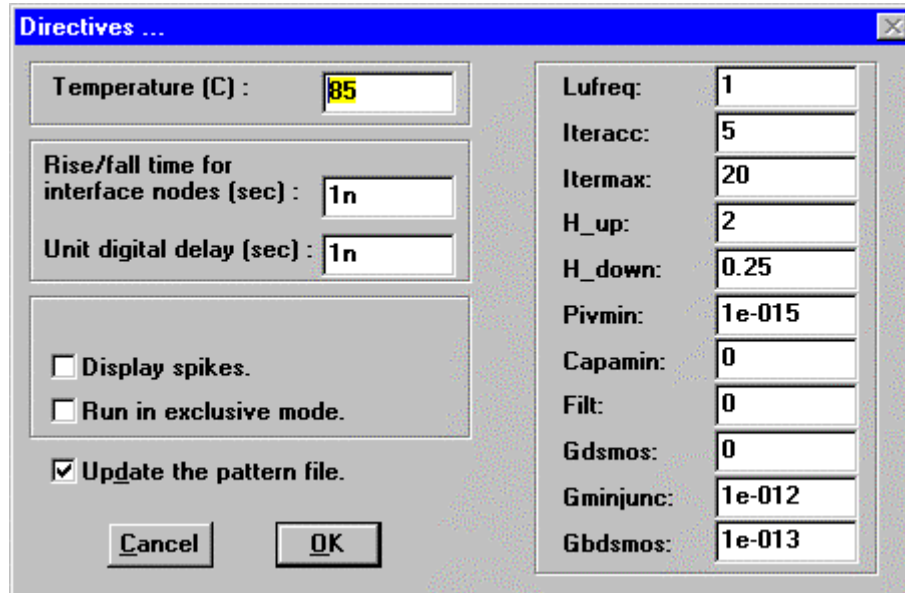 Directives ...
Temperature (C) : 85
Rise/fall time for
interface nodes (sec) : 1n
Unit digital delay (sec) : 1n
Display spikes.
Run in exclusive mode.
Update the pattern file.
Cancel OK
Lufreq: 1
Iteracc: 5
Itermax: 20
H_up: 2
H_down: 0.25
Pivmin: 1e-015
Capamin: 0
Filt: 0
Gdsmos: 0
Gminjunc: 1e-012
Gbdsmos: 1e-013